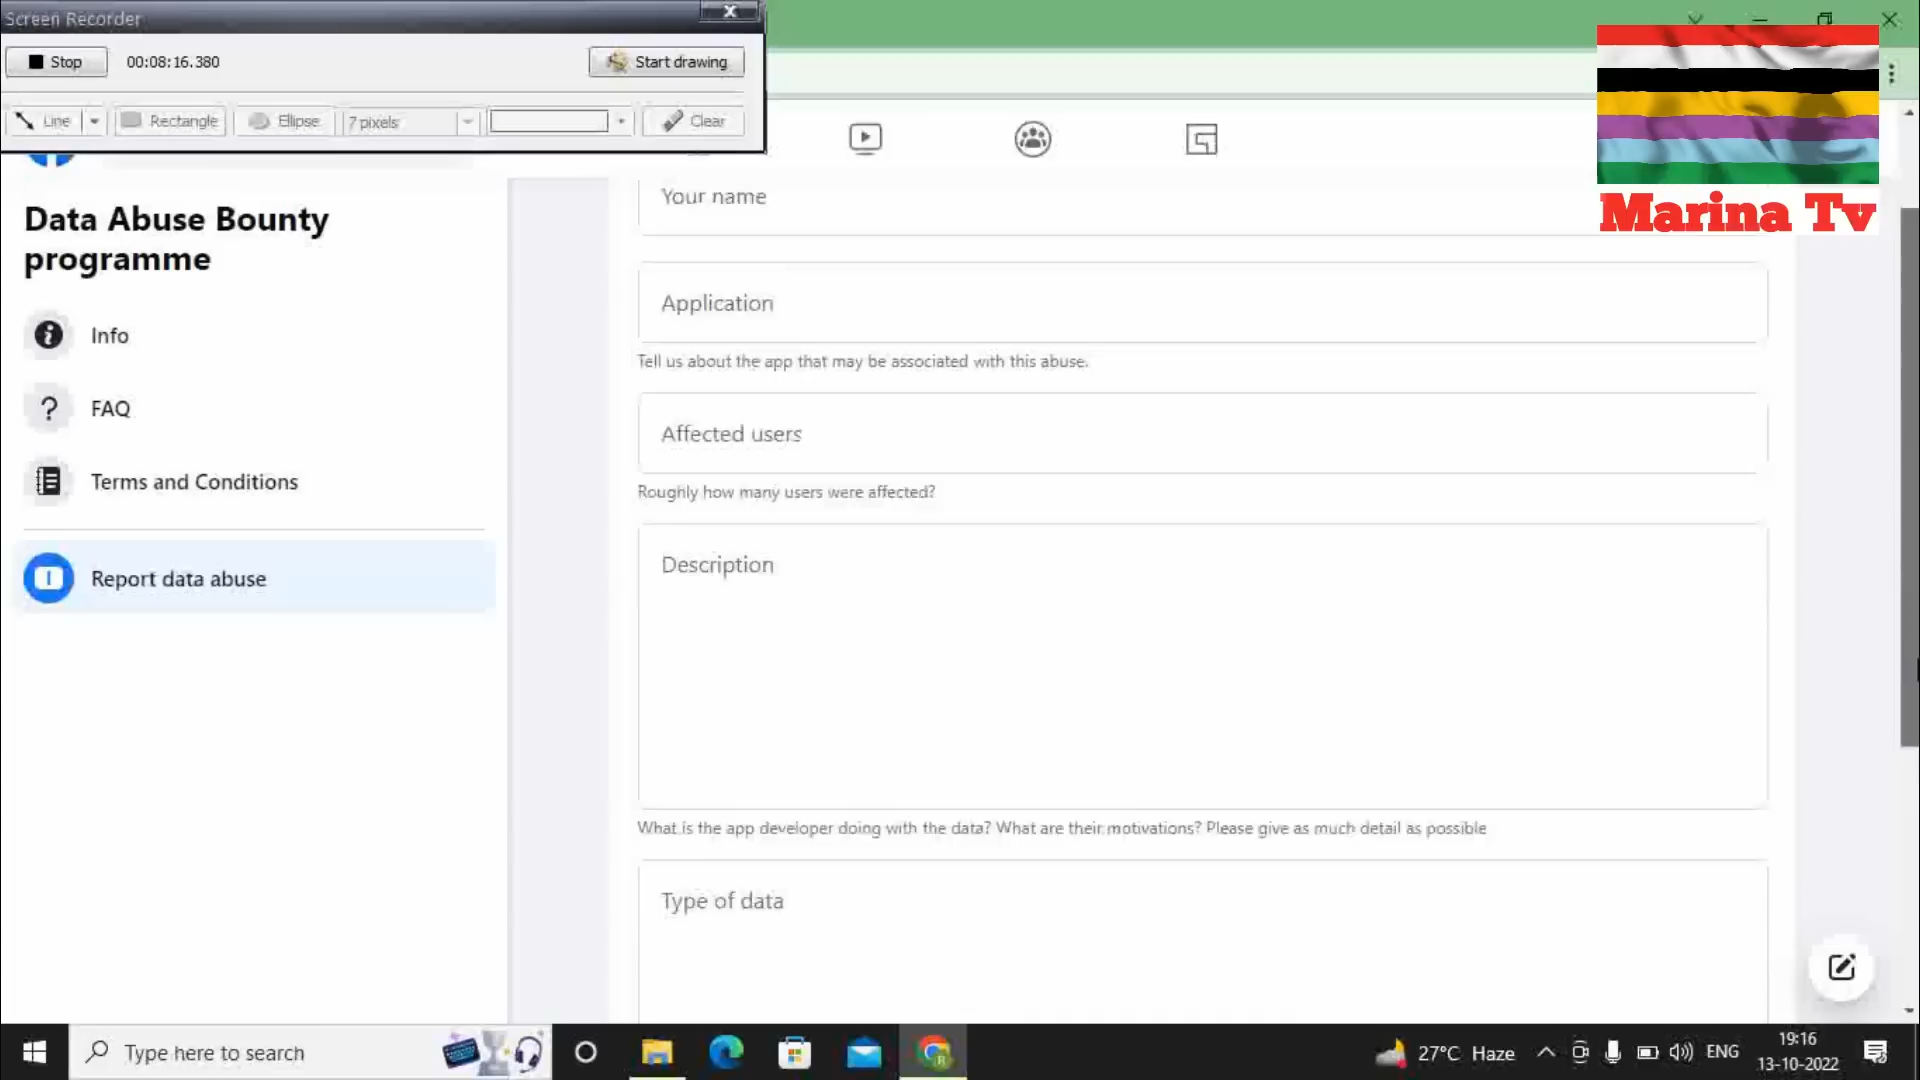 Screen Recorder
Stop
00:08:16.380
Start drawing
Line
Rectangle
Ellipse
7 pixels
Clear
Marina Tv
Data Abuse Bounty
programme
Info
FAQ
Terms and Conditions
Report data abuse
Your name
Application
Tell us about the app that may be associated with this abuse.
Affected users
Roughly how many users were affected?
Description
What is the app developer doing with the data? What are their motivations? Please give as much detail as possible
Type of data
Type here to search
27°C Haze
ENG
19:16
13-10-2022